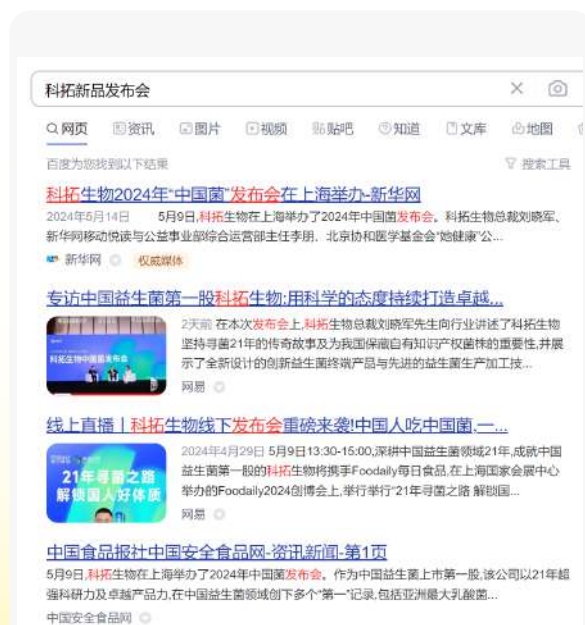 科拓新品发布会
网页 资讯 图片 视频 贴吧 知道 文库 地图
百度为您找到以下结果 搜索工具
科拓生物2024年“中国菌”发布会在上海举办-新华网
2024年5月14日 5月9日,科拓生物在上海举办了2024年中国菌发布会。科拓生物总裁刘晓军、
新华网移动悦读与公益事业部综合运营部主任李朋、北京协和医学基金会“她健康”公...
新华网 权威媒体
专访中国益生菌第一股科拓生物:用科学的态度持续打造卓越...
科拓生物中国菌发布会
2天前 在本次发布会上,科拓生物总裁刘晓军先生向行业讲述了科拓生物
坚持寻菌21年的传奇故事及为我国保藏自有知识产权菌株的重要性,并展
示了全新设计的创新益生菌终端产品与先进的益生菌生产加工技...
网易
线上直播丨科拓生物线下发布会重磅来袭!中国人吃中国菌,一...
21年寻菌之路
解锁国人好体质
2024年4月29日 5月9日13:30-15:00,深耕中国益生菌领域21年,成就中国
益生菌第一股的科拓生物将携手Foodaily每日食品,在上海国家会展中心
举办的Foodaily2024创博会上,举行举行“21年寻菌之路 解锁国...
网易
中国食品报社中国安全食品网-资讯新闻-第1页
5月9日,科拓生物在上海举办了2024年中国菌发布会。作为中国益生菌上市第一股,该公司以21年超
强科研力及卓越产品力,在中国益生菌领域创下多个“第一”记录,包括亚洲最大乳酸菌...
中国安全食品网